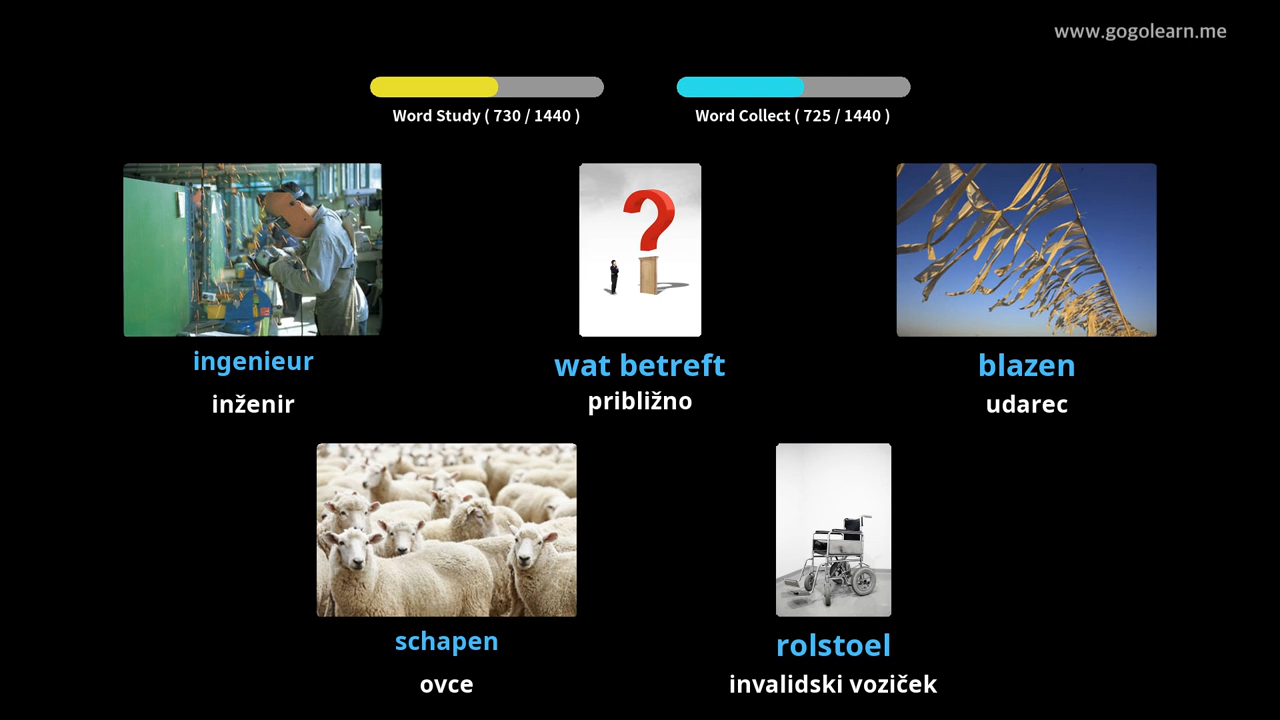 www.gogolearn.me
Word Study ( 730 / 1440 )
Word Collect ( 725 / 1440 )
ingenieur
inženir
wat betreft
približno
blazen
udarec
schapen
ovce
rolstoel
invalidski voziček